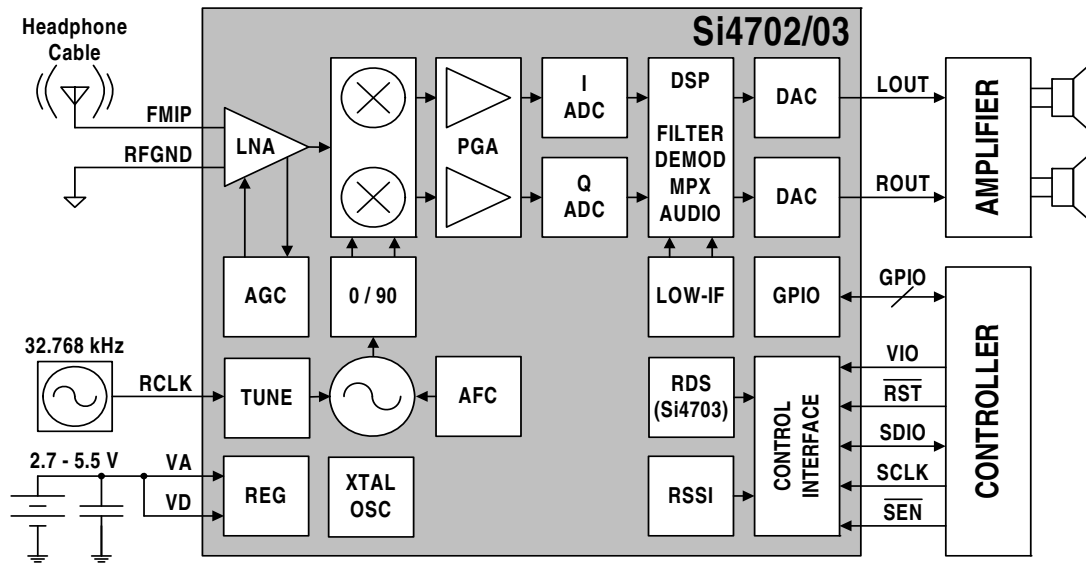 Si4702/03
Headphone
Cable
FMIP
RFGND
LNA
PGA
I
ADC
Q
ADC
DSP
FILTER
DEMOD
MPX
AUDIO
DAC
DAC
LOUT
ROUT
AMPLIFIER
AGC
0 / 90
LOW-IF
GPIO
GPIO
32.768 kHz
RCLK
TUNE
AFC
RDS
(Si4703)
CONTROL
INTERFACE
VIO
RST
SDIO
SCLK
SEN
CONTROLLER
2.7 - 5.5 V
VA
VD
REG
XTAL
OSC
RSSI